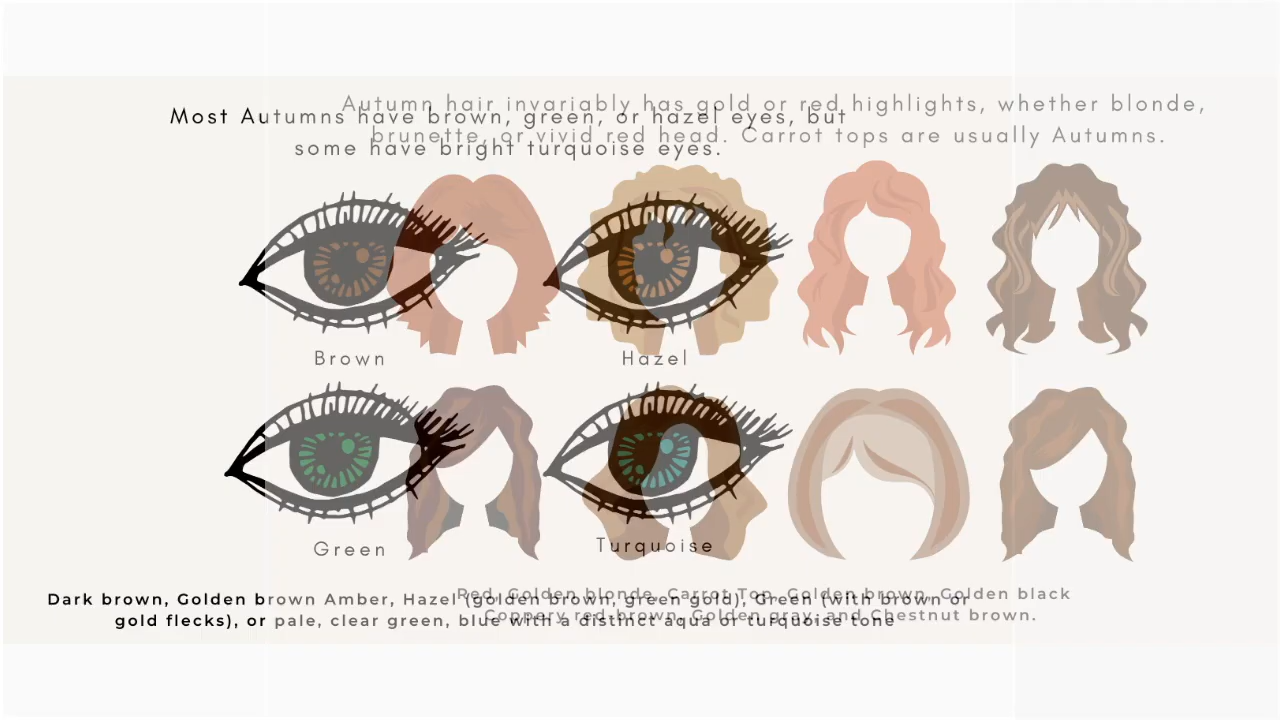 Autumn hair invariably has gold or red highlights, whether blonde,
brunette, or vivid red head. Carrot tops are usually Autumns.
Most Autumns have brown, green, or hazel eyes, but
some have bright turquoise eyes.
Brown
Hazel
Green
Turquoise
Dark brown, Golden brown Amber, Hazel (golden brown, green gold), Green (with brown or
gold flecks), or pale, clear green, blue with a distinct aqua or turquoise tone
Red, Golden blonde, Carrot Top, Golden brown, Golden black
Coppery red-brown, Golden gray, and Chestnut brown.